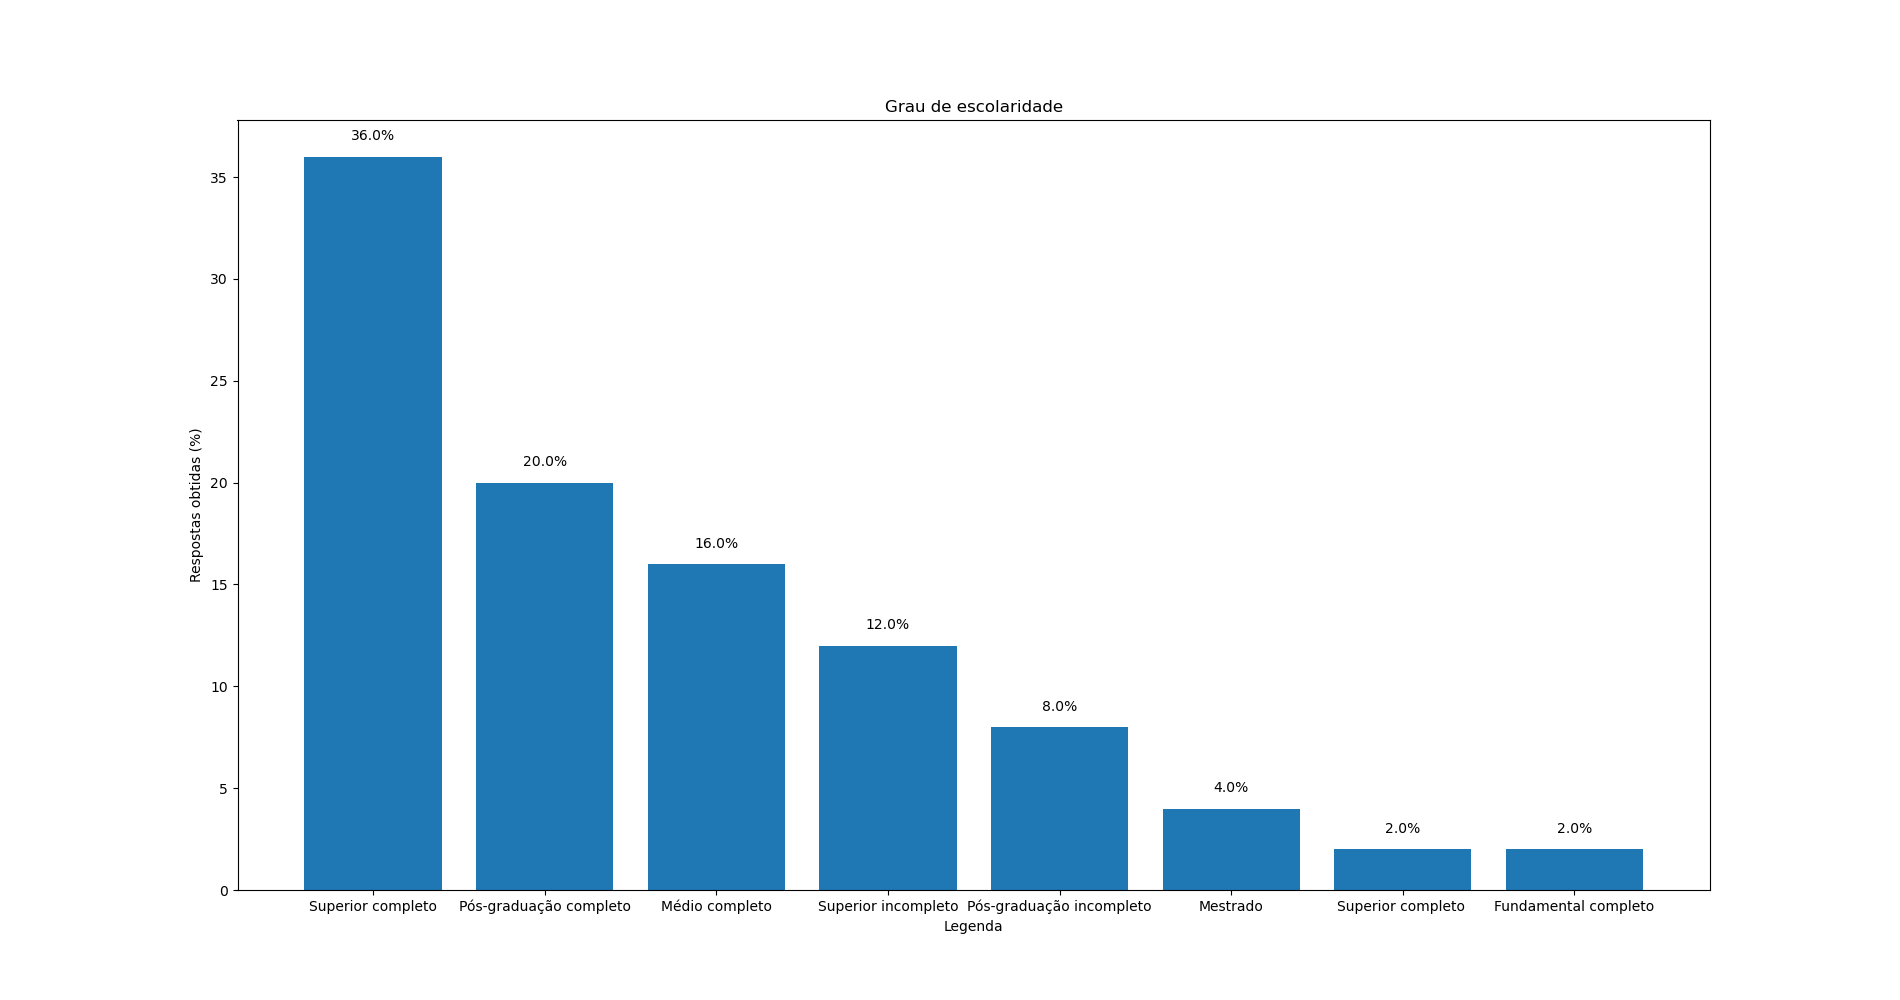 Grau de escolaridade
36.0%
20.0%
16.0%
12.0%
8.0%
4.0%
2.0%
2.0%
35
30
25
20
15
10
5
0
Respostas obtidas (%)
Superior completo
Pós-graduação completo
Médio completo
Superior incompleto
Pós-graduação incompleto
Mestrado
Superior completo
Fundamental completo
Legenda